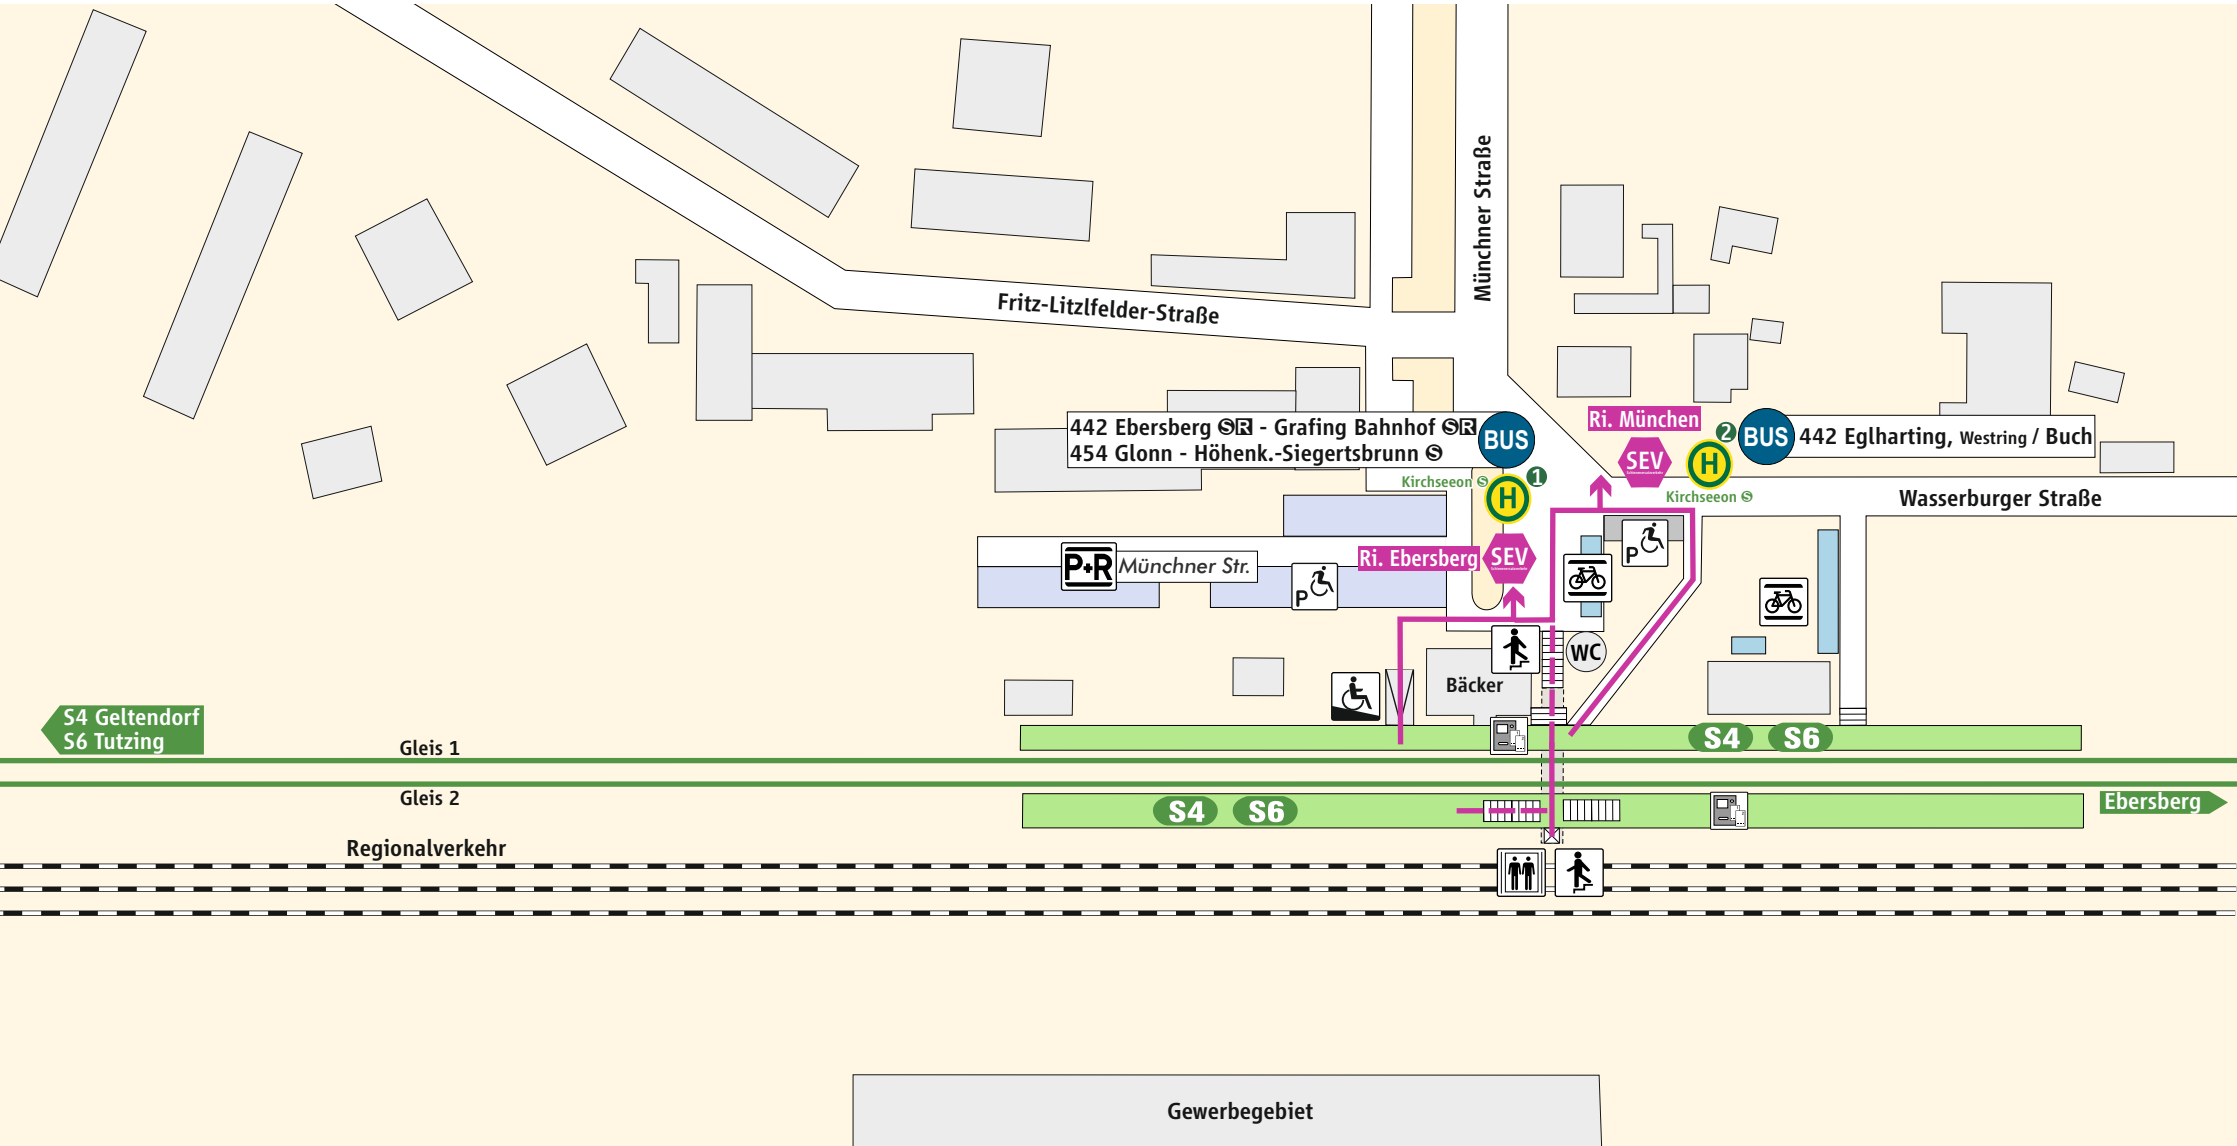 Münchner Straße
Fritz-Litzlfelder-Straße
442 Ebersberg SR - Grafing Bahnhof SR
454 Glonn - Höhenk.-Siegertsbrunn S
BUS
Kirchseeon S
H
1
Ri. München
SEV
H
2
BUS
442 Eglharting, Westring / Buch
Kirchseeon S
Wasserburger Straße
P+R
Münchner Str.
P
Ri. Ebersberg
SEV
P
WC
Bäcker
S4 Geltendorf
S6 Tutzing
Gleis 1
S4
S6
Gleis 2
S4
S6
Ebersberg
Regionalverkehr
Gewerbegebiet